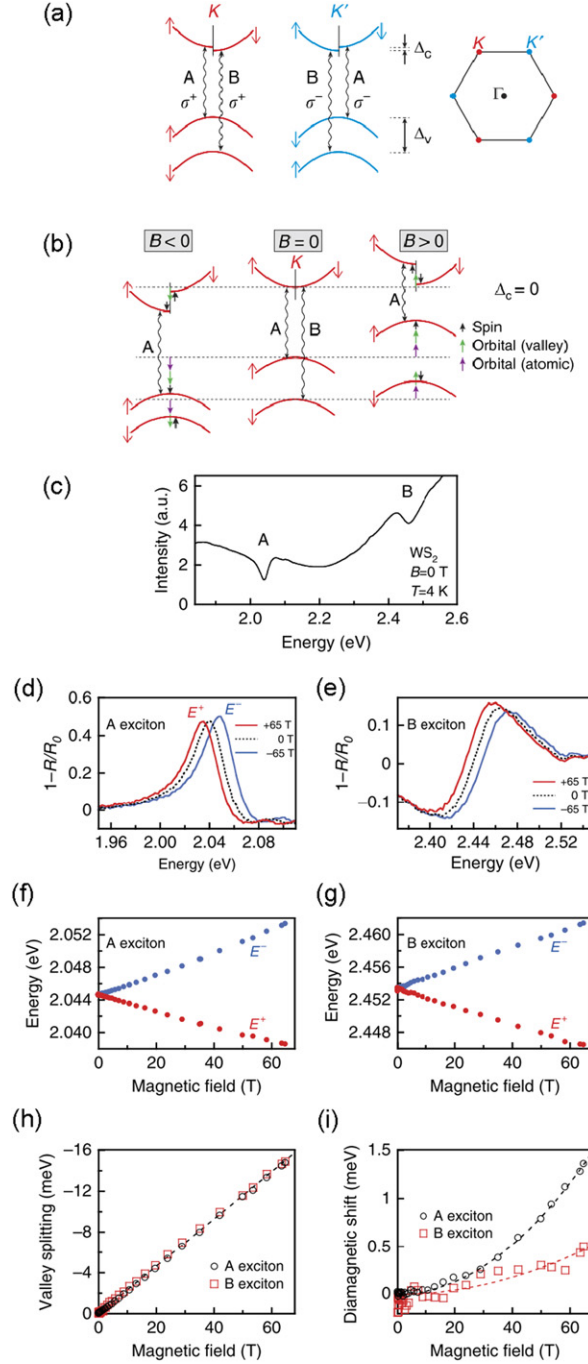 (a)
K
K'
Δc
A
B
B
A
σ+
σ+
σ−
σ−
Δv
K
K'
Γ
(b)
B < 0
B = 0
B > 0
K
Δc = 0
A
A
B
A
Spin
Orbital (valley)
Orbital (atomic)
(c)
Intensity (a.u.)
6
4
2
0
A
B
WS2
B=0 T
T=4 K
2.0
2.2
2.4
2.6
Energy (eV)
(d)
1−R/R0
0.6
0.4
0.2
0
A exciton
E+
E−
+65 T
0 T
−65 T
1.96
2.00
2.04
2.08
Energy (eV)
(e)
1−R/R0
0.1
0
−0.1
B exciton
+65 T
0 T
−65 T
2.40
2.44
2.48
2.52
Energy (eV)
(f)
Energy (eV)
2.052
2.048
2.044
2.040
A exciton
E−
E+
0
20
40
60
Magnetic field (T)
(g)
Energy (eV)
2.460
2.456
2.452
2.448
B exciton
E−
E+
0
20
40
60
Magnetic field (T)
(h)
Valley splitting (meV)
−16
−12
−8
−4
0
A exciton
B exciton
0
20
40
60
Magnetic field (T)
(i)
Diamagnetic shift (meV)
1.5
1
0.5
0
A exciton
B exciton
0
20
40
60
Magnetic field (T)